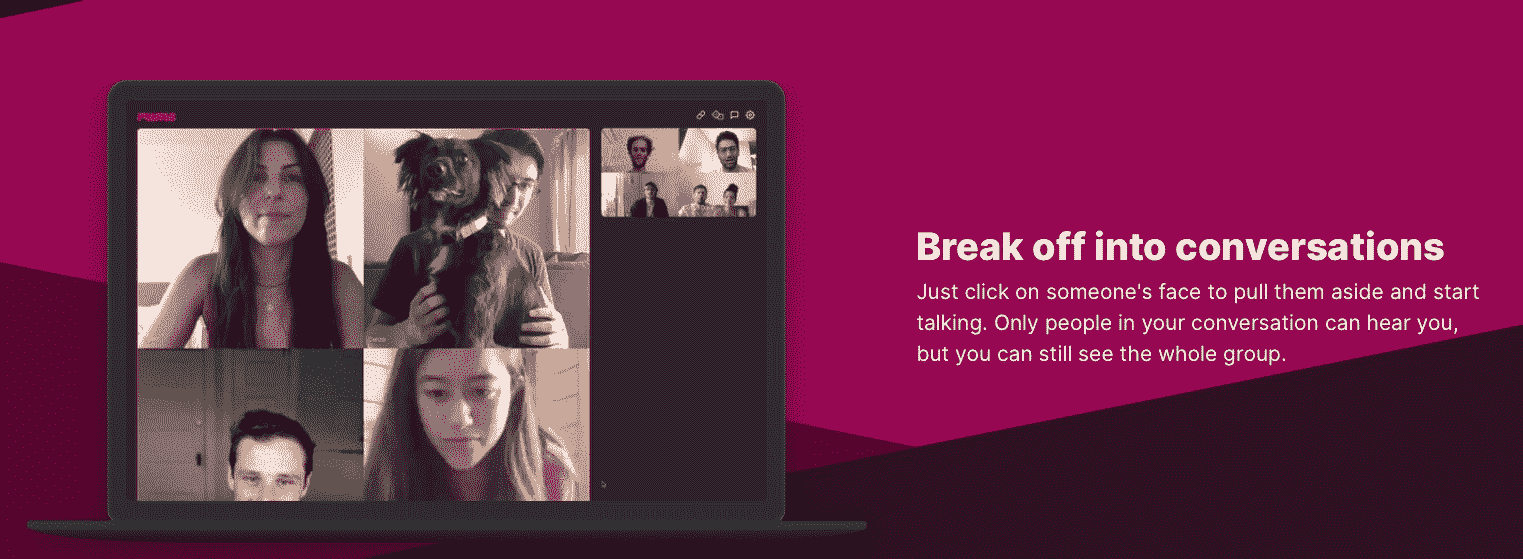 Break off into conversations
Just click on someone's face to pull them aside and start
talking. Only people in your conversation can hear you,
but you can still see the whole group.